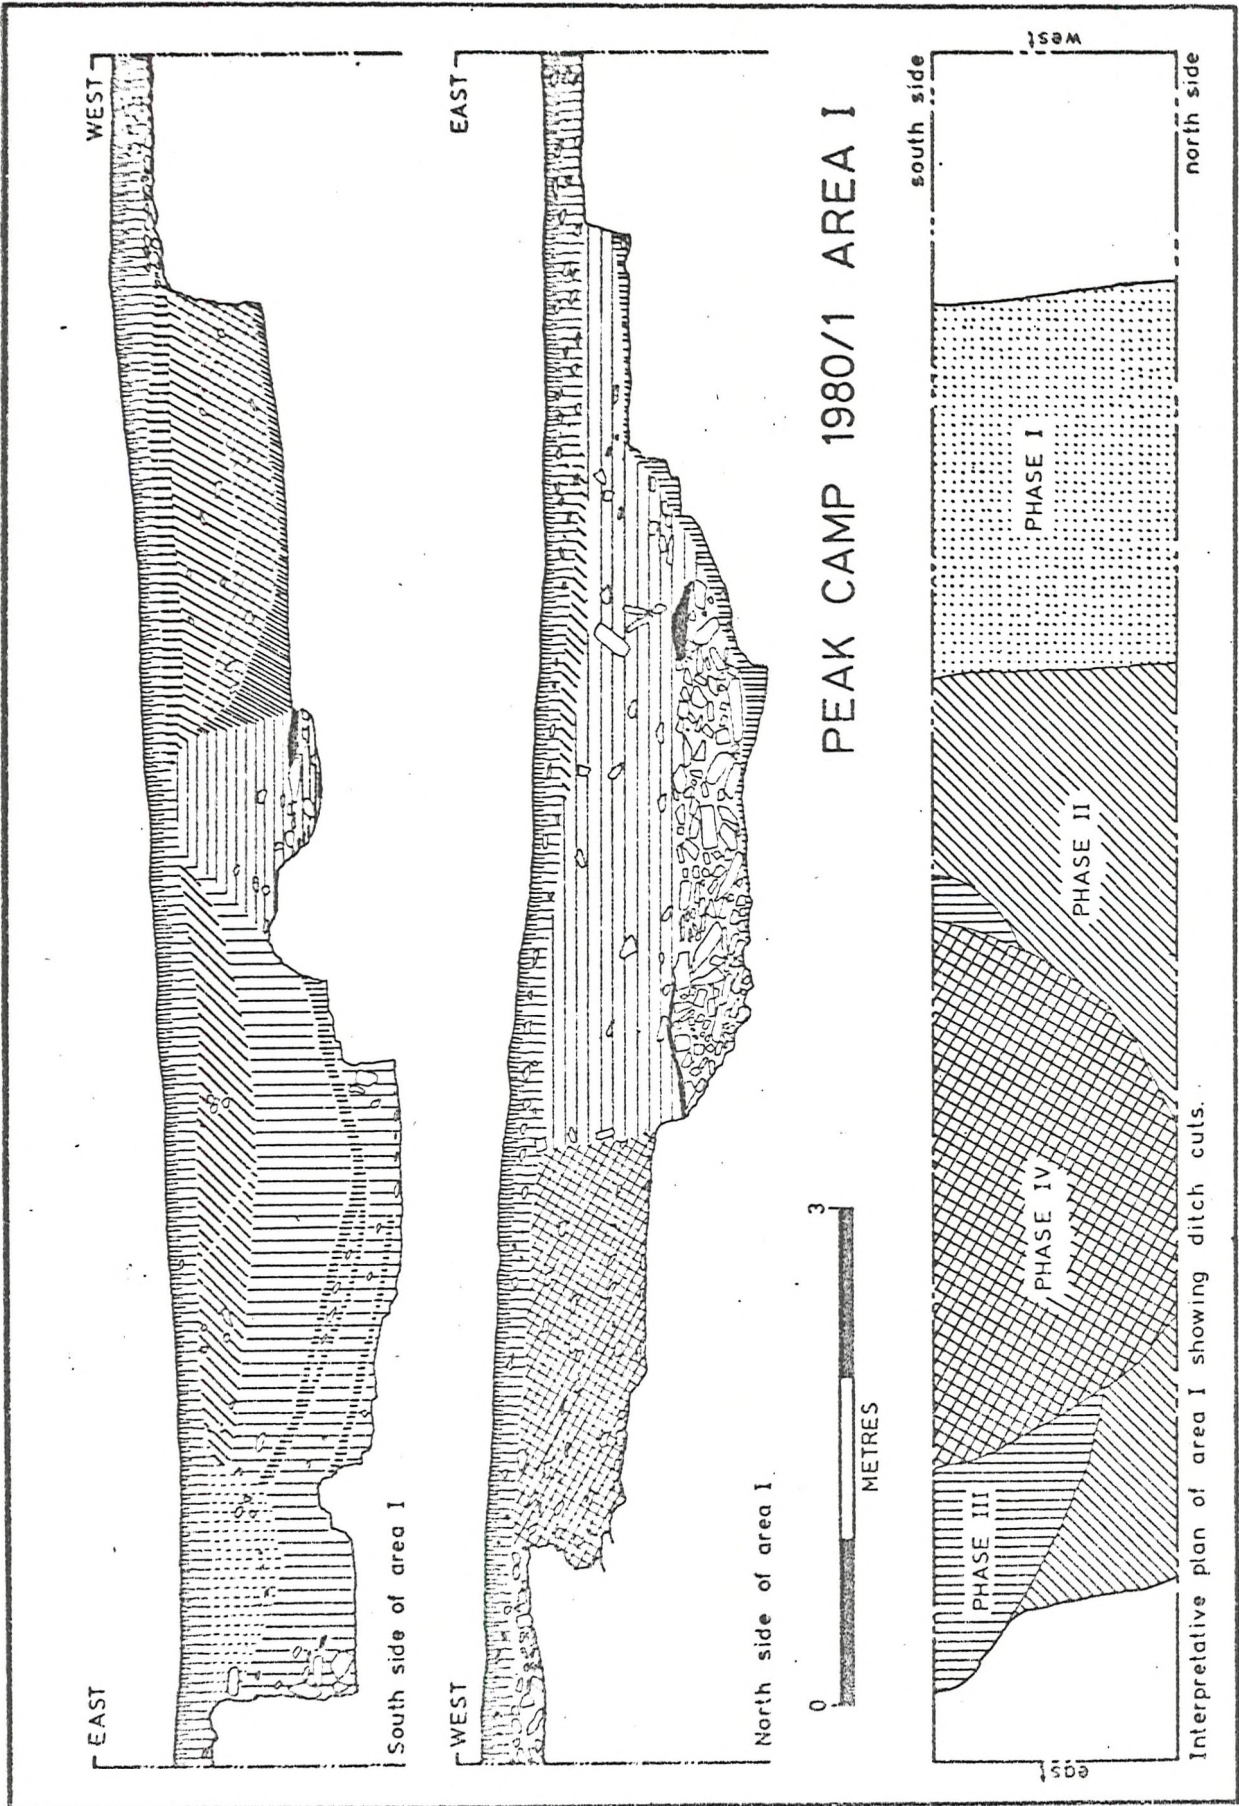 EAST
WEST
South side of area I
WEST
EAST
North side of area I
PEAK CAMP 1980/1 AREA I
0
3
METRES
south side
east
west
PHASE III
PHASE IV
PHASE II
PHASE I
north side
Interpretative plan of area I showing ditch cuts.